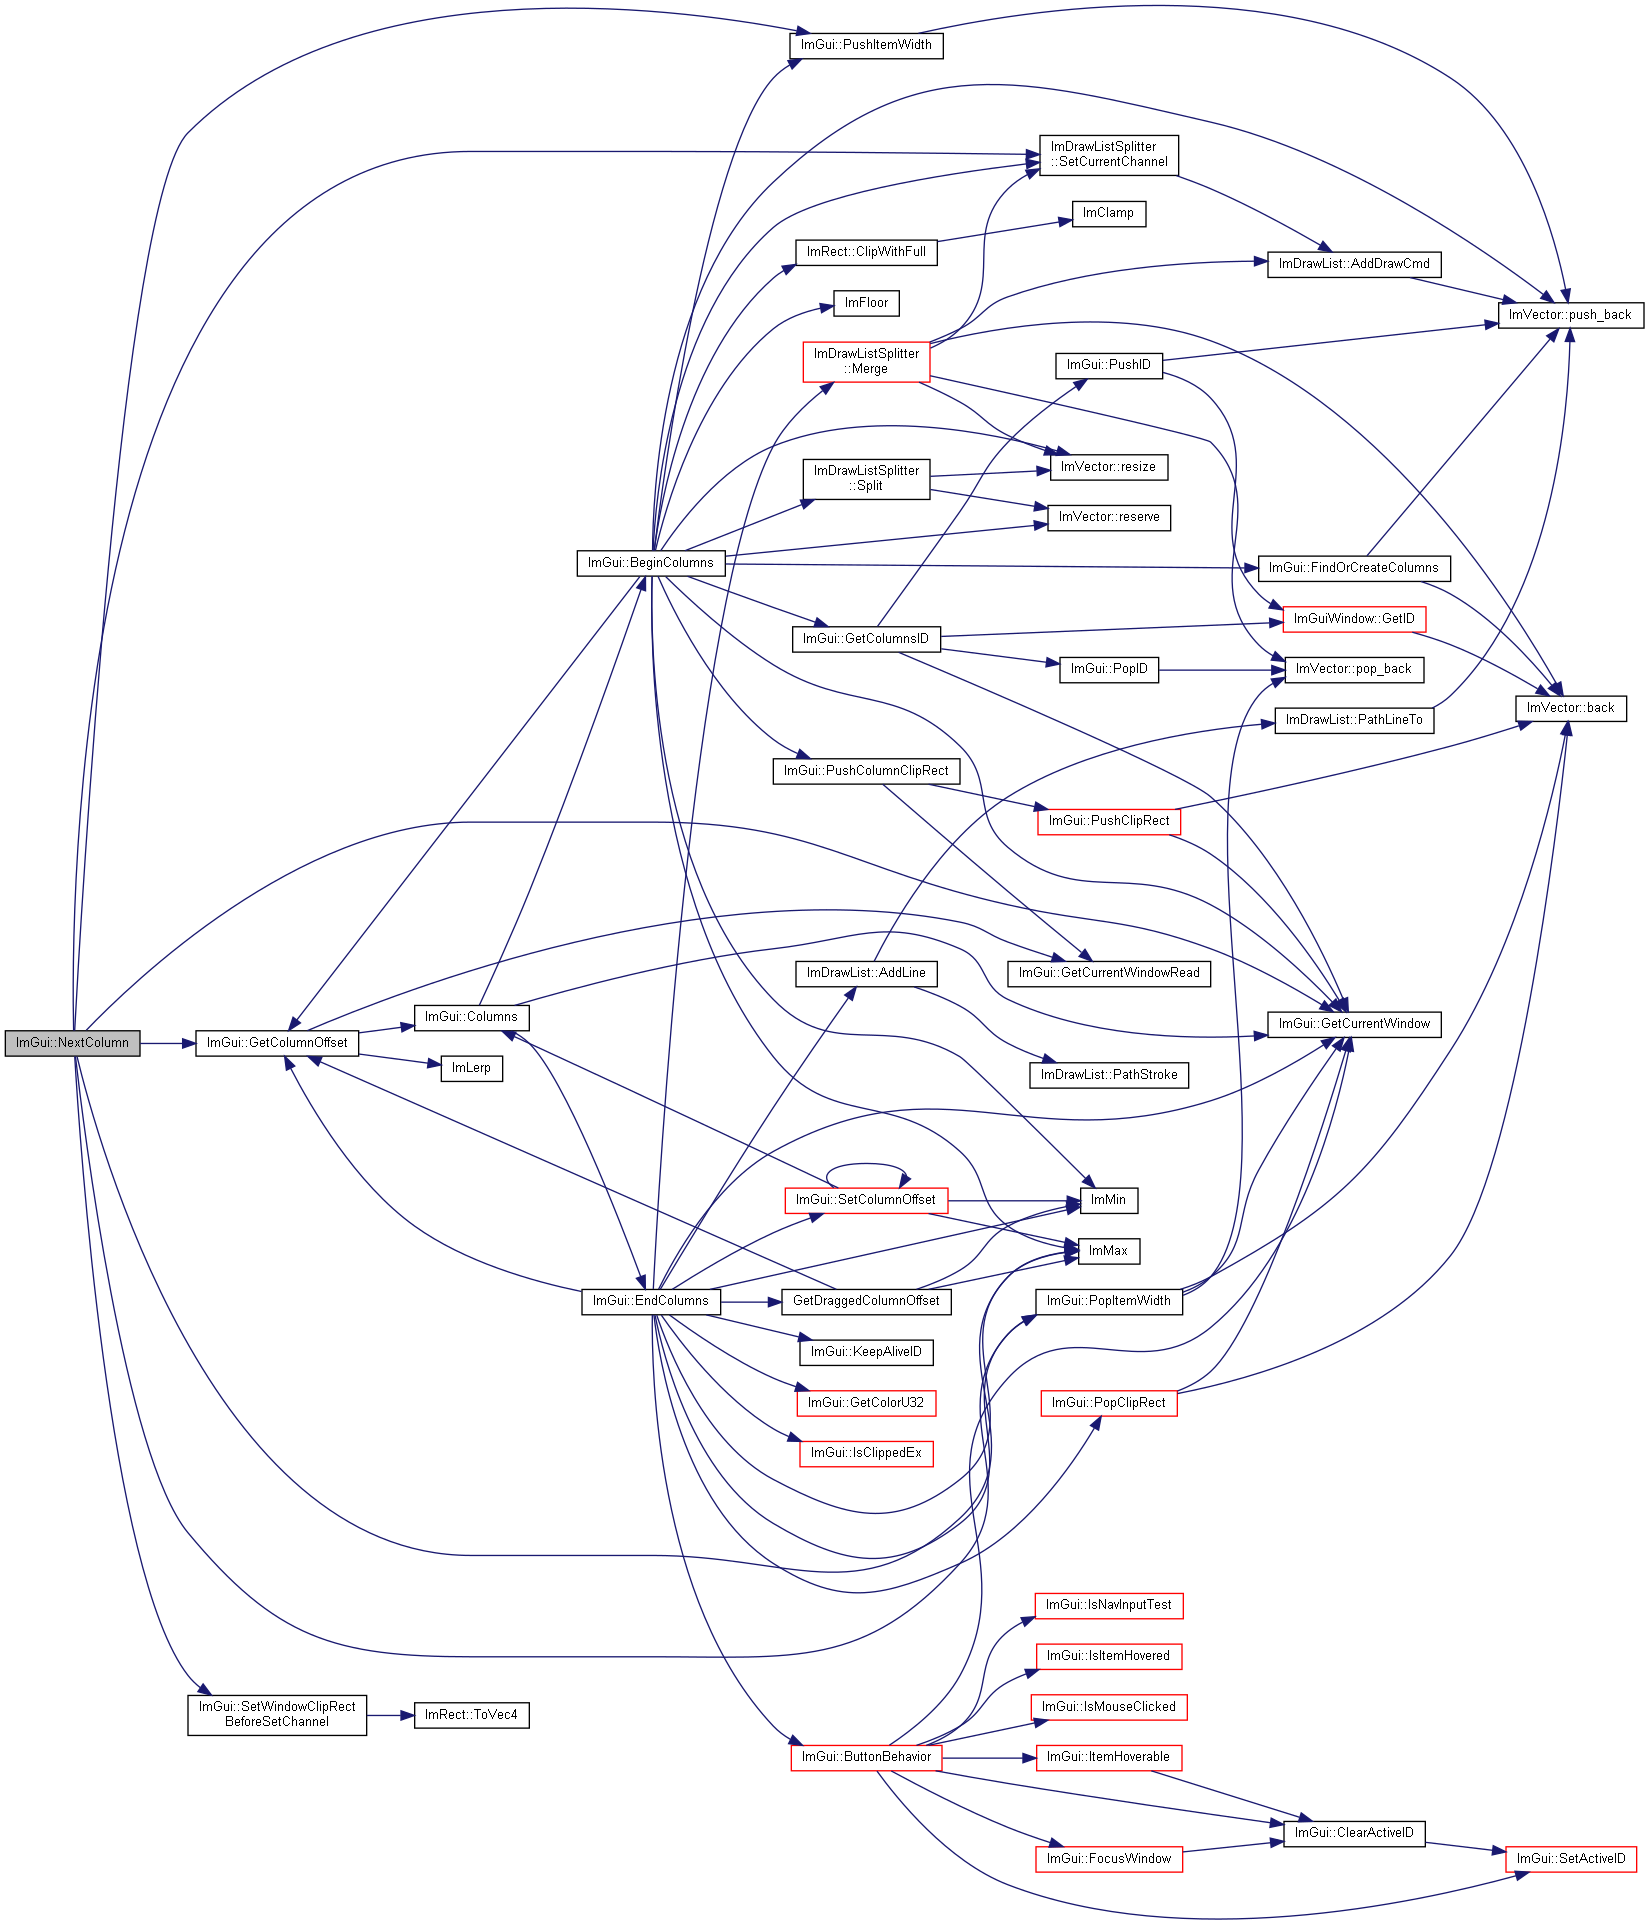 ImGui::PushItemWidth
ImDrawListSplitter
::SetCurrentChannel
ImClamp
ImRect::ClipWithFull
ImDrawList::AddDrawCmd
ImFloor
ImVector::push_back
ImDrawListSplitter
::Merge
ImGui::PushID
ImVector::resize
ImDrawListSplitter
::Split
ImVector::reserve
ImGui::BeginColumns
ImGui::FindOrCreateColumns
ImGuiWindow::GetID
ImGui::GetColumnsID
ImGui::PopID
ImVector::pop_back
ImVector::back
ImDrawList::PathLineTo
ImGui::PushColumnClipRect
ImGui::PushClipRect
ImDrawList::AddLine
ImGui::GetCurrentWindowRead
ImGui::Columns
ImGui::GetCurrentWindow
ImGui::NextColumn
ImGui::GetColumnOffset
ImLerp
ImDrawList::PathStroke
ImGui::SetColumnOffset
ImMin
ImMax
ImGui::EndColumns
GetDraggedColumnOffset
ImGui::PopItemWidth
ImGui::KeepAliveID
ImGui::GetColorU32
ImGui::PopClipRect
ImGui::IsClippedEx
ImGui::IsNavInputTest
ImGui::IsItemHovered
ImGui::SetWindowClipRect
BeforeSetChannel
ImRect::ToVec4
ImGui::IsMouseClicked
ImGui::ButtonBehavior
ImGui::ItemHoverable
ImGui::ClearActiveID
ImGui::FocusWindow
ImGui::SetActiveID